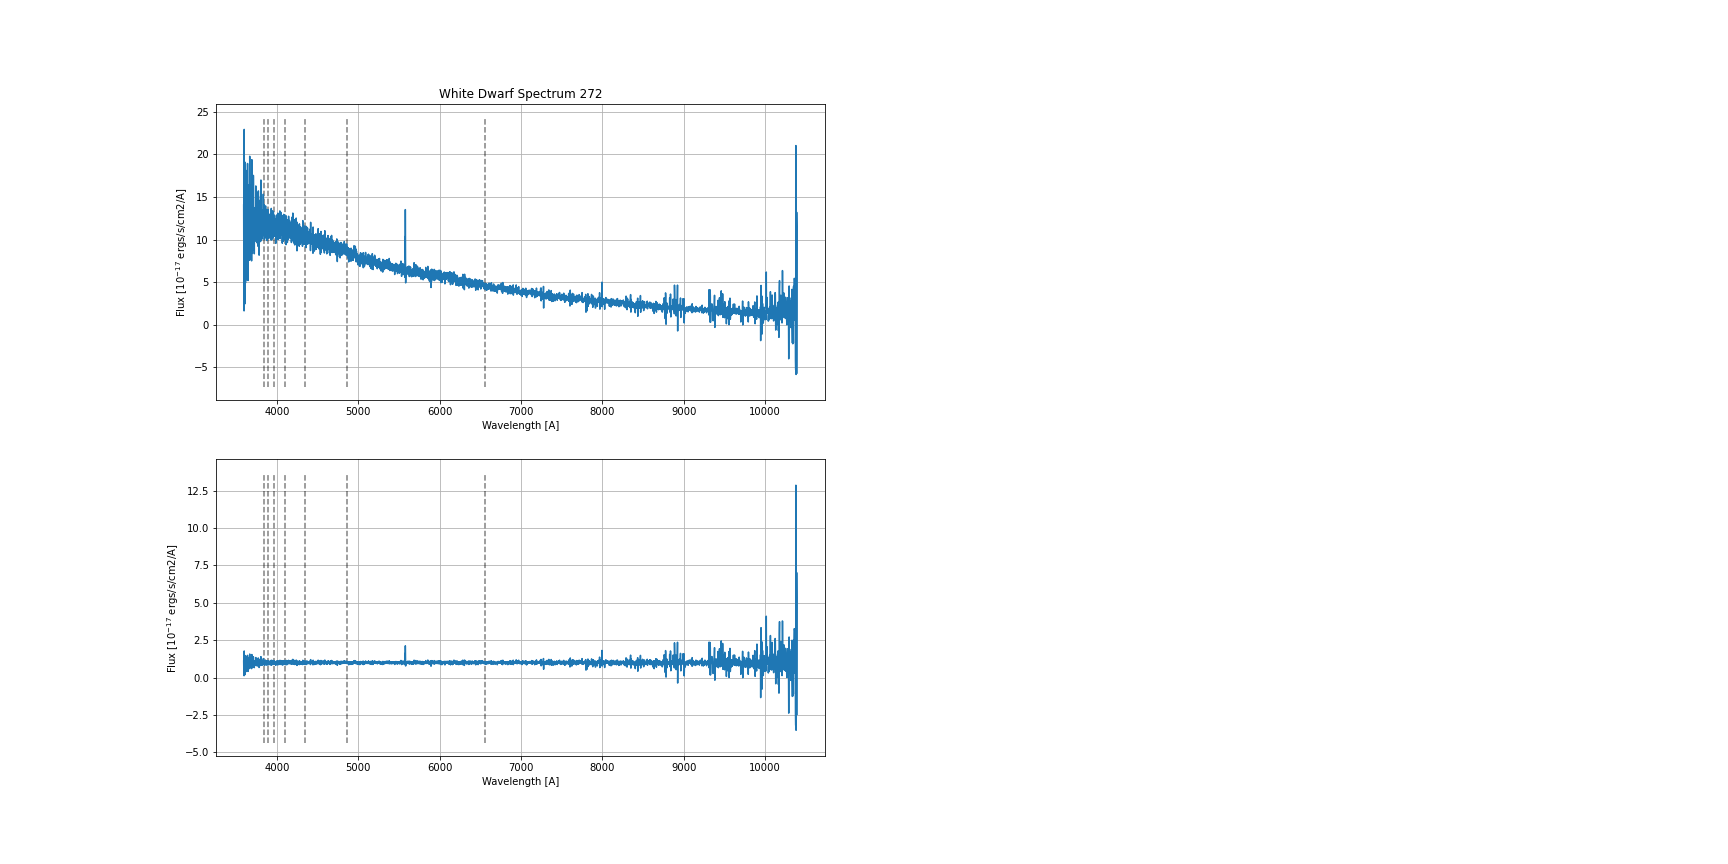 White Dwarf Spectrum 272
25
20
15
10
5
0
−5
Flux [10⁻¹⁷ ergs/s/cm2/A]
4000 5000 6000 7000 8000 9000 10000
Wavelength [A]
12.5
10.0
7.5
5.0
2.5
0.0
−2.5
−5.0
Flux [10⁻¹⁷ ergs/s/cm2/A]
4000 5000 6000 7000 8000 9000 10000
Wavelength [A]